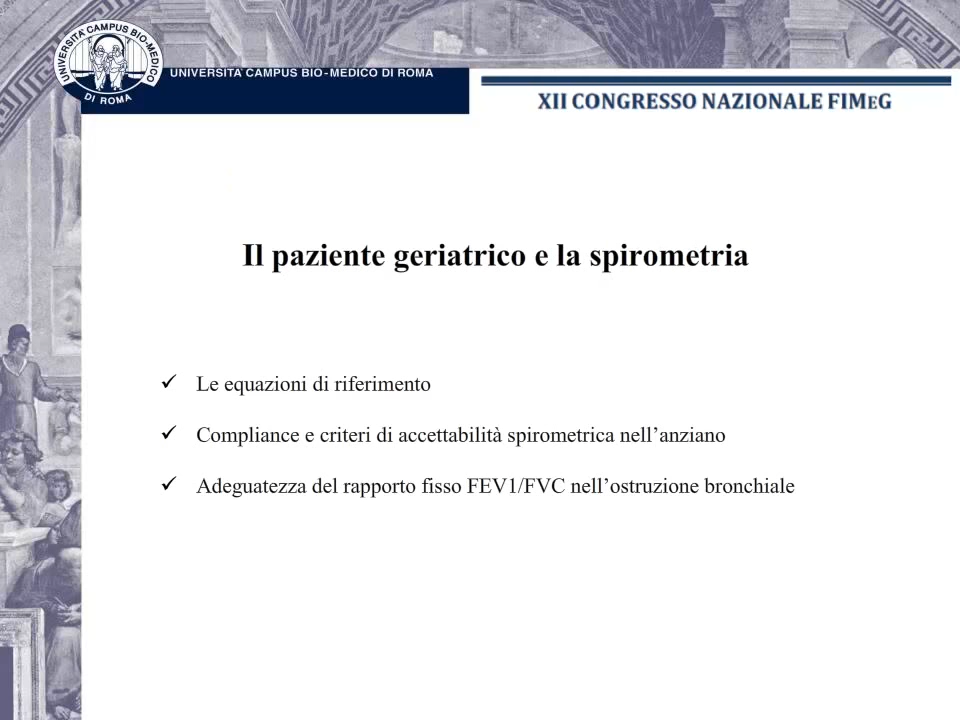 UNIVERSITÀ CAMPUS BIO-MEDICO
DI ROMA
UNIVERSITA CAMPUS BIO-MEDICO DI ROMA
XII CONGRESSO NAZIONALE FIMEG
Il paziente geriatrico e la spirometria
✓ Le equazioni di riferimento
✓ Compliance e criteri di accettabilità spirometrica nell’anziano
✓ Adeguatezza del rapporto fisso FEV1/FVC nell’ostruzione bronchiale